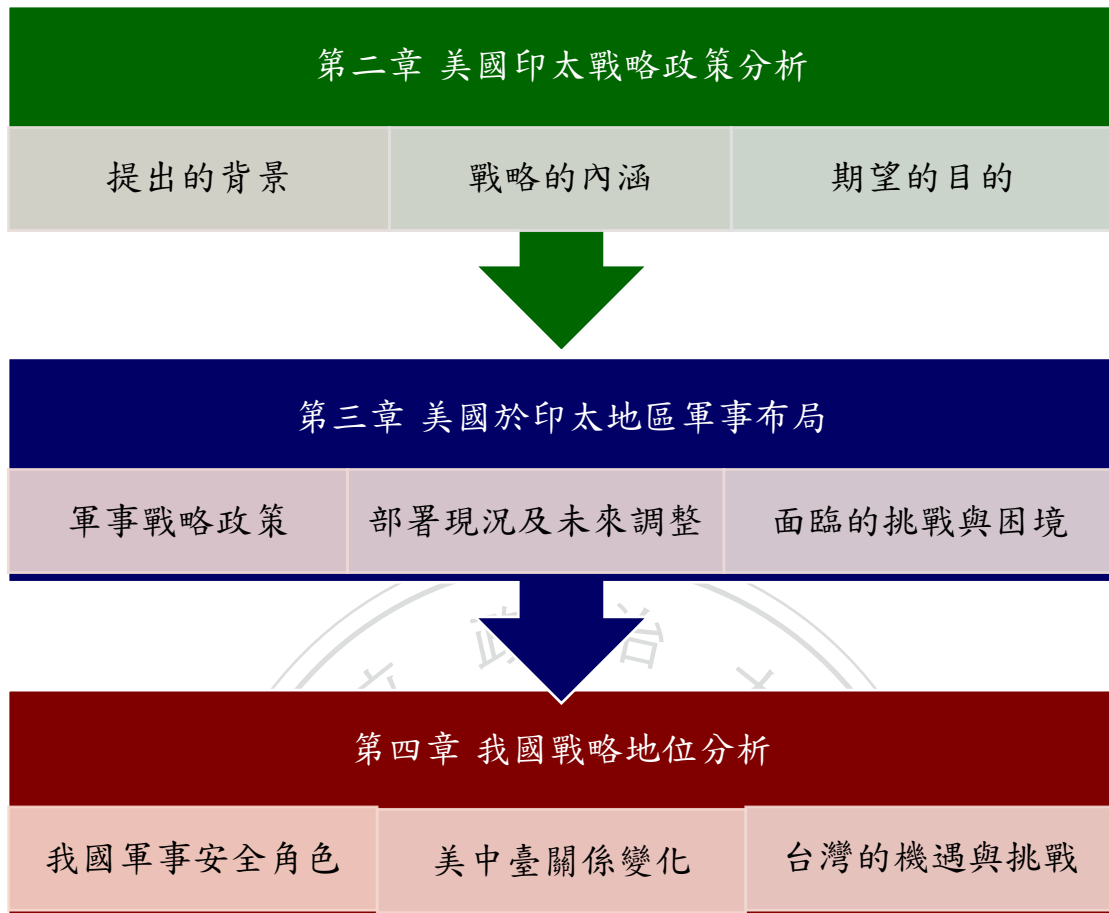 第二章 美國印太戰略政策分析
提出的背景 戰略的內涵 期望的目的
第三章 美國於印太地區軍事布局
軍事戰略政策 部署現況及未來調整 面臨的挑戰與困境
立 政 治 大
第四章 我國戰略地位分析
我國軍事安全角色 美中臺關係變化 台灣的機遇與挑戰